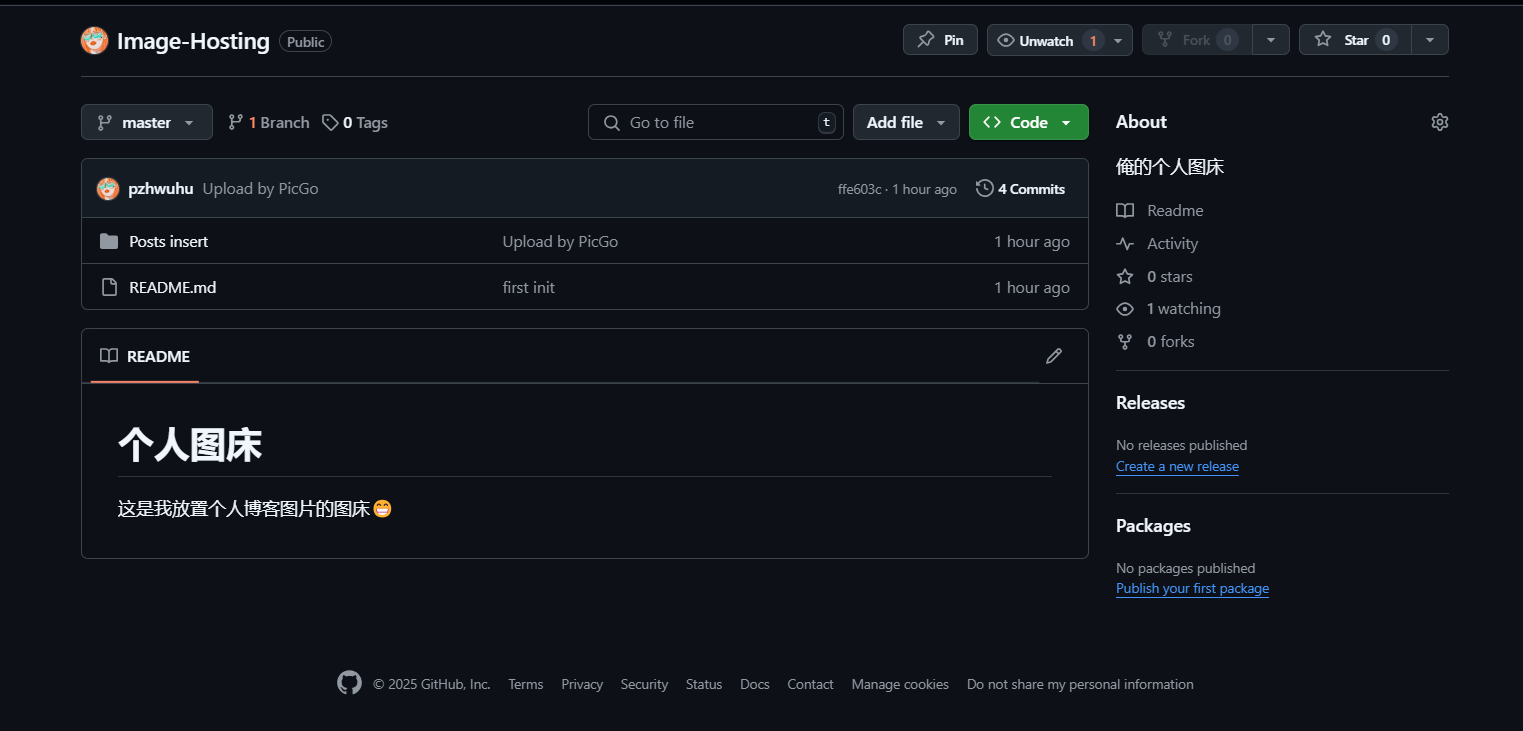 Image-Hosting Public Pin Unwatch 1 Fork 0 Star 0
master 1 Branch 0 Tags Go to file t Add file Code
pzhwuhu Upload by PicGo ffe603c · 1 hour ago 4 Commits
Posts insert Upload by PicGo 1 hour ago
README.md first init 1 hour ago
README
个人图床
这是我放置个人博客图片的图床😁
About
俺的个人图床
Readme
Activity
0 stars
1 watching
0 forks
Releases
No releases published
Create a new release
Packages
No packages published
Publish your first package
© 2025 GitHub, Inc. Terms Privacy Security Status Docs Contact Manage cookies Do not share my personal information